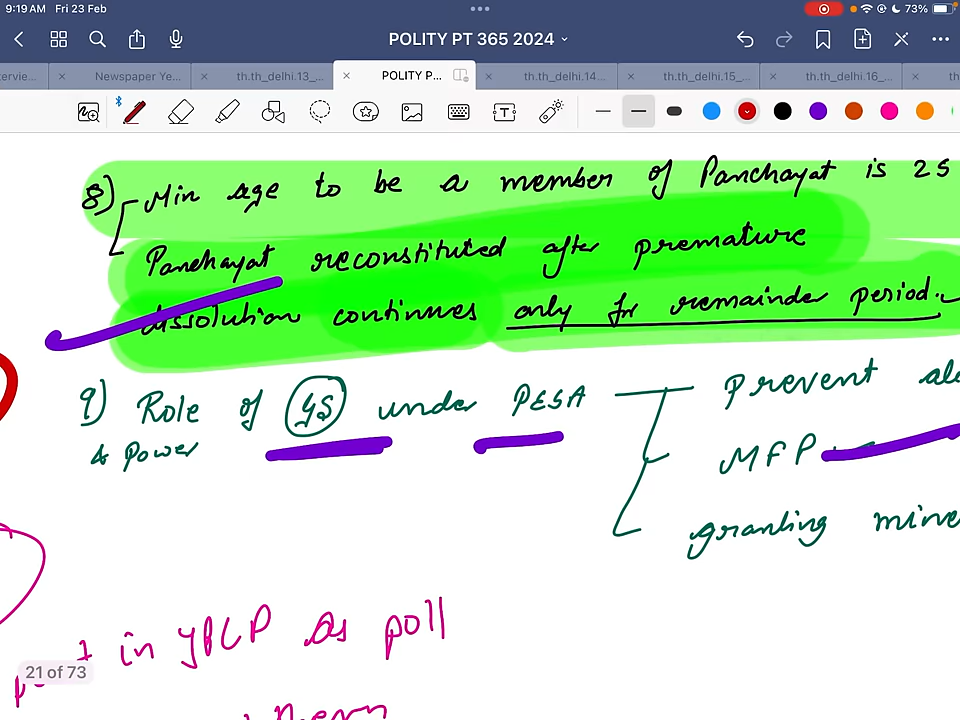 9:19 AM Fri 23 Feb
73%
POLITY PT 365 2024
tervie...
Newspaper Ye...
th.th_delhi.13_...
POLITY P...
th.th_delhi.14...
th.th_delhi.15_...
th.th_delhi.16_...
th
8) Min age to be a member of Panchayat is 25
Panchayat reconstituted after premature
dissolution continues only for remainder period.
9) Role of GS under PESA prevent
& power
MFP
granting mine
in as poll
21 of 73